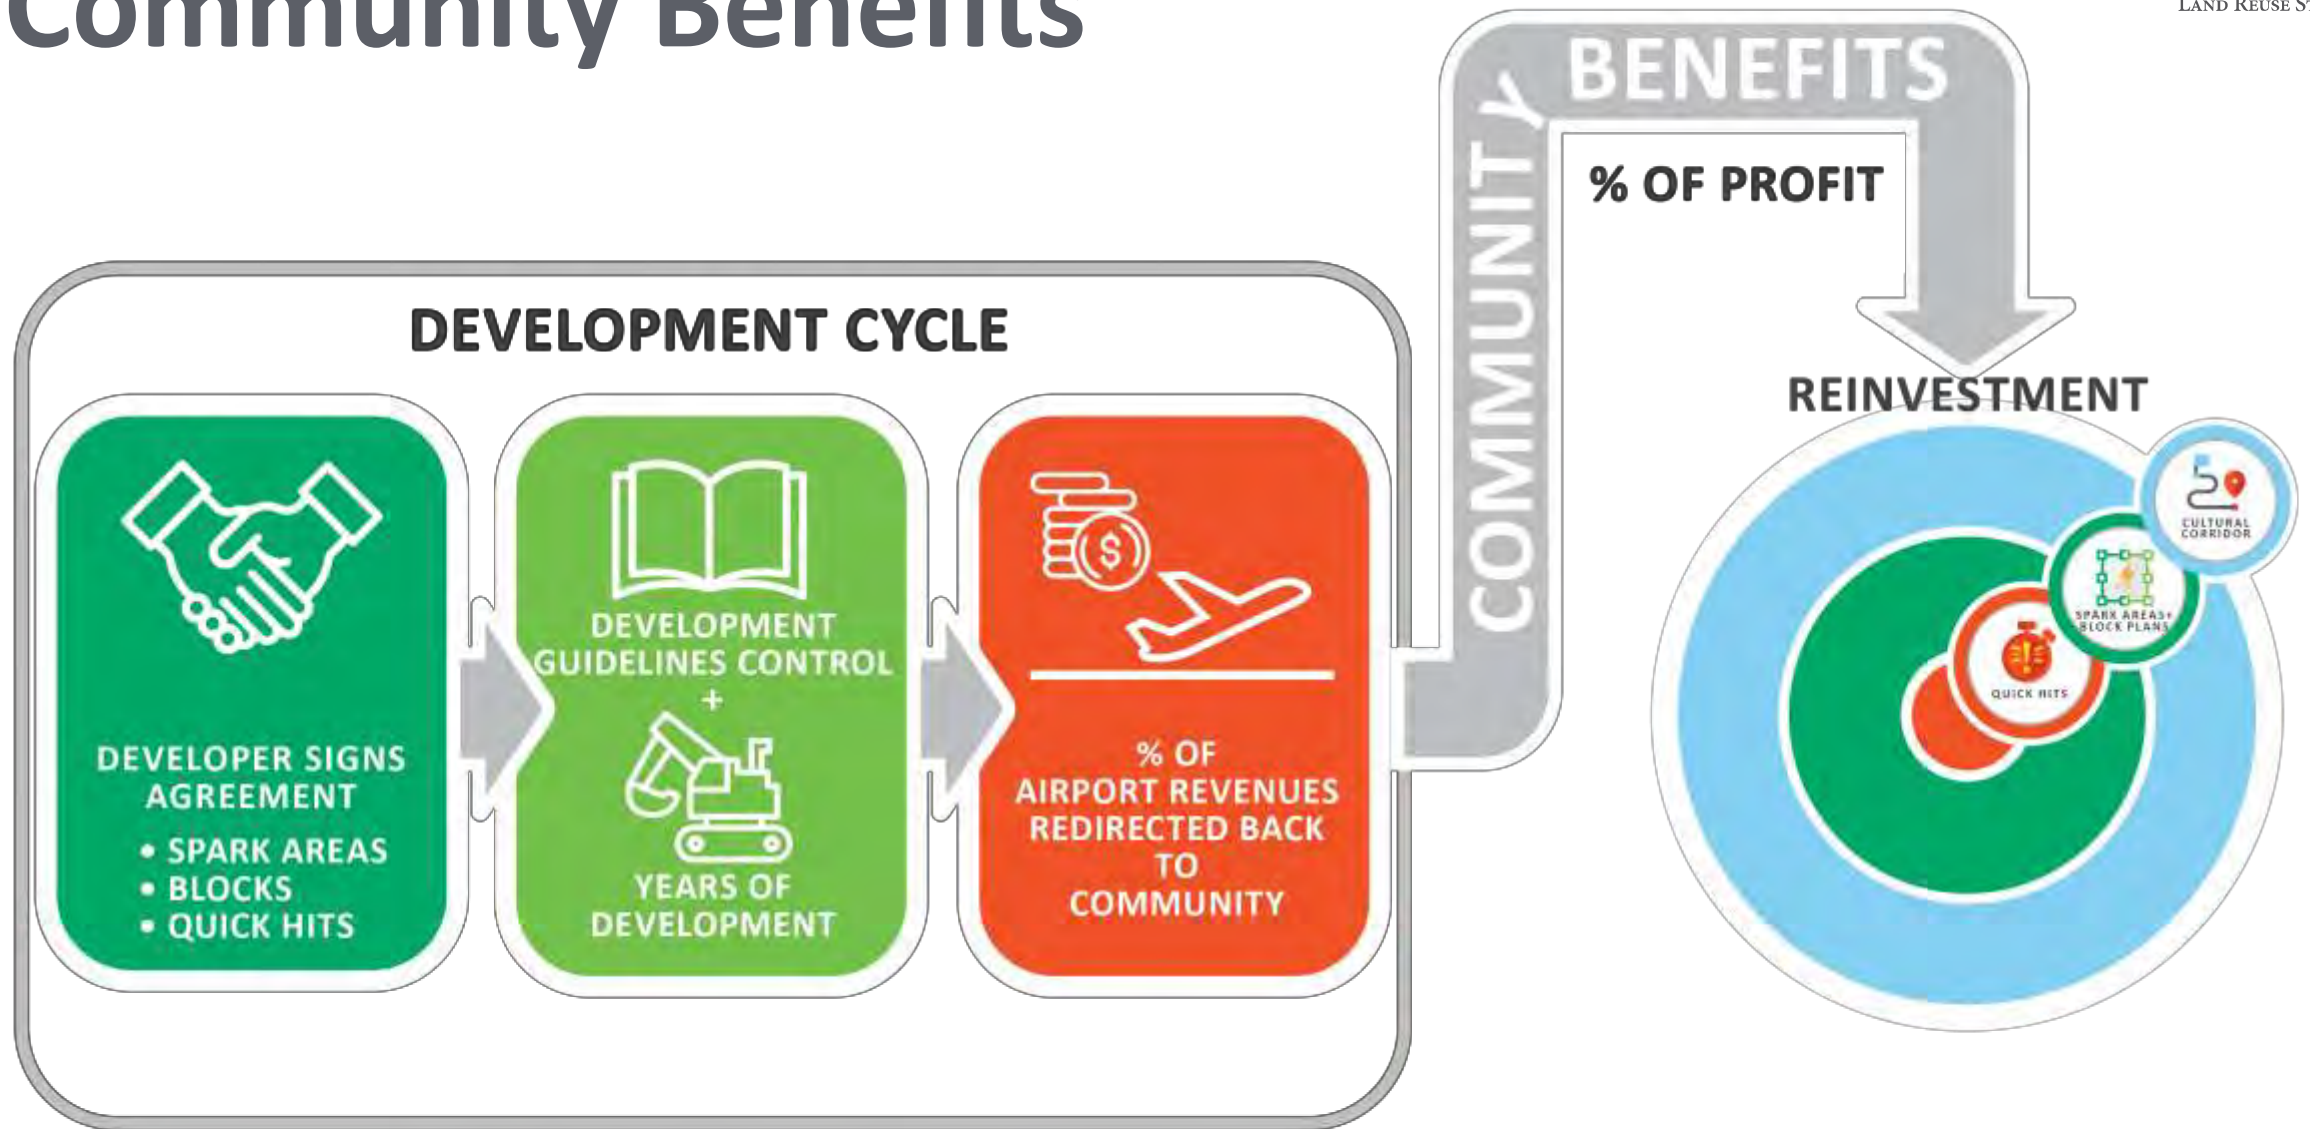 Community Benefits
LAND REUSE
COMMUNITY
BENEFITS
% OF PROFIT
DEVELOPMENT CYCLE
DEVELOPER SIGNS
AGREEMENT
• SPARK AREAS
• BLOCKS
• QUICK HITS
DEVELOPMENT
GUIDELINES CONTROL
+
YEARS OF
DEVELOPMENT
$
% OF
AIRPORT REVENUES
REDIRECTED BACK
TO
COMMUNITY
REINVESTMENT
CULTURAL
CORRIDOR
SPARK AREAS+
BLOCK PLANS
QUICK HITS